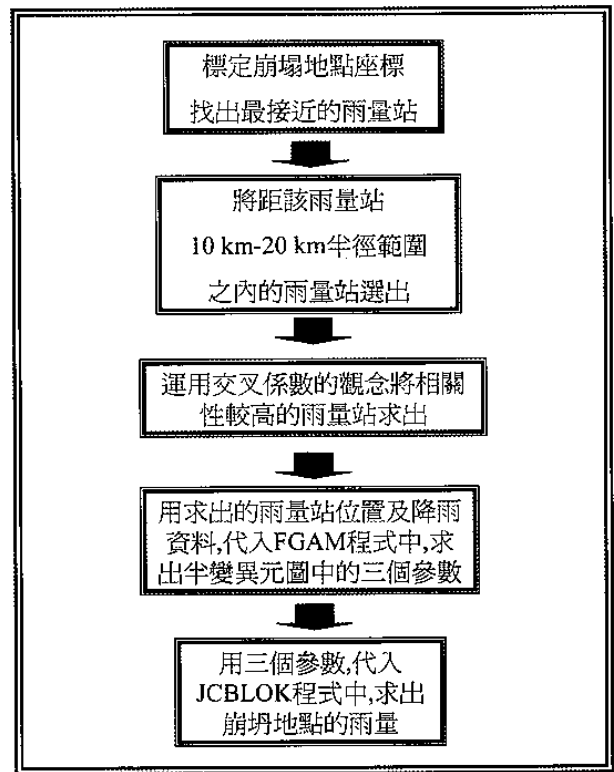 標定崩塌地點座標
找出最接近的雨量站
將距該雨量站
10 km-20 km半徑範圍
之內的雨量站選出
運用交叉係數的觀念將相關
性較高的雨量站求出
用求出的雨量站位置及降雨
資料,代入FGAM程式中,求
出半變異元圖中的三個參數
用三個參數,代入
JCBLOK程式中,求出
崩坍地點的雨量